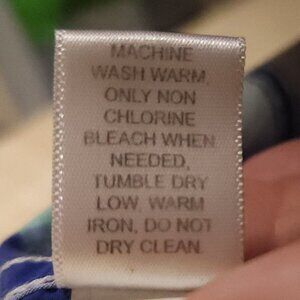 MACHINE
WASH WARM,
ONLY NON
CHLORINE
BLEACH WHEN
NEEDED,
TUMBLE DRY
LOW, WARM
IRON, DO NOT
DRY CLEAN.